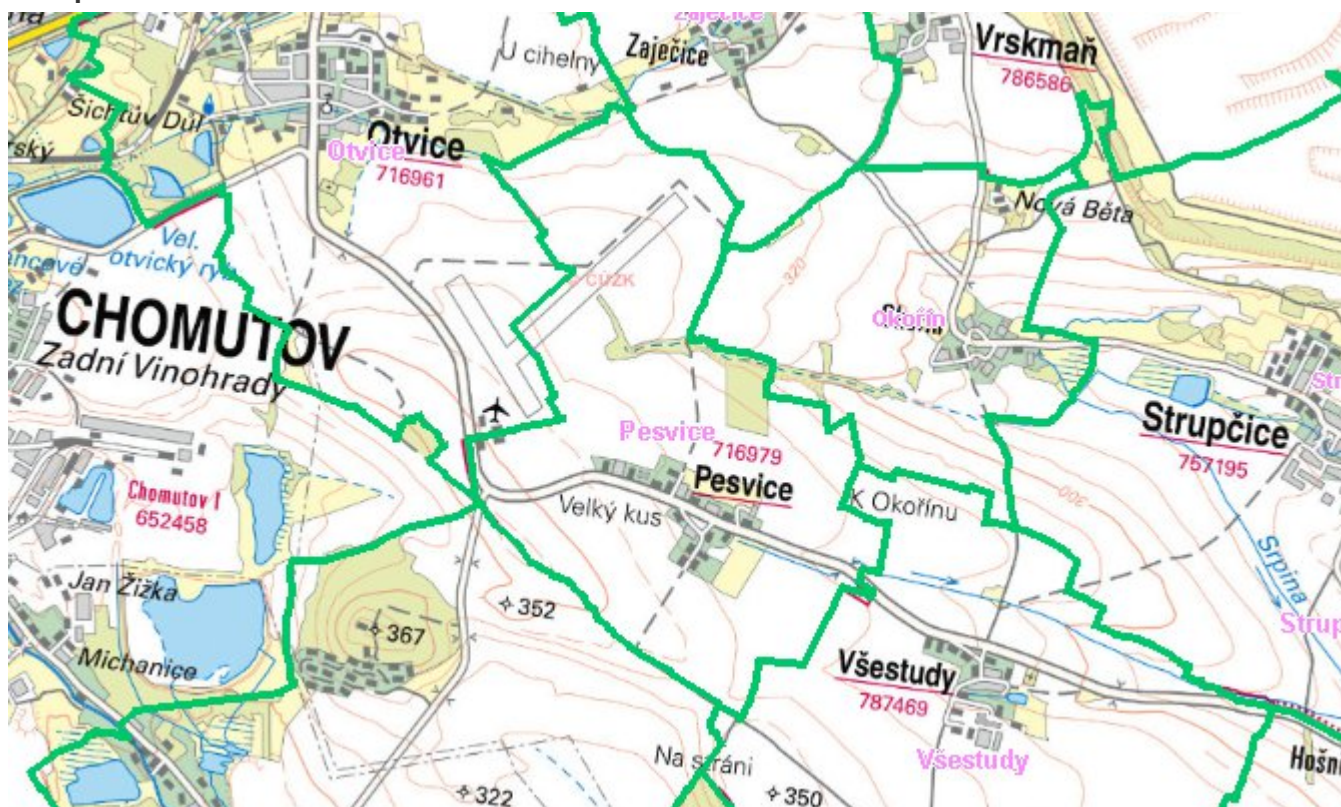 Zaječice
Zaječice
U cihelny
Vrskmaň
786586
Šichtův Důl
Otvice
Otvice
716961
Nová Běta
Vel.
otvický ryb.
© ČÚZK
320
CHOMUTOV
Zadní Vinohrady
Okořín
Strupčice
757195
Pesvice
716979
Pesvice
Chomutov I
652458
Velký kus
K Okořínu
300
Srpina
Jan Žižka
352
367
Michanice
Všestudy
787469
Všestudy
Na stráni
322
350